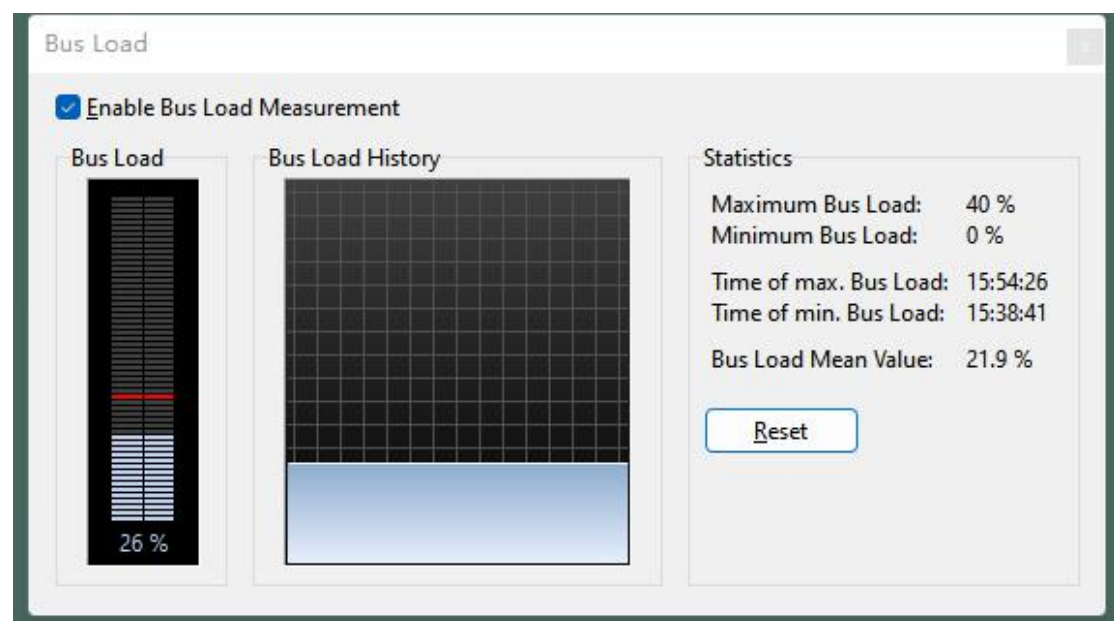 Bus Load
Enable Bus Load Measurement
Bus Load
26 %
Bus Load History
Statistics
Maximum Bus Load: 40 %
Minimum Bus Load: 0 %
Time of max. Bus Load: 15:54:26
Time of min. Bus Load: 15:38:41
Bus Load Mean Value: 21.9 %
Reset